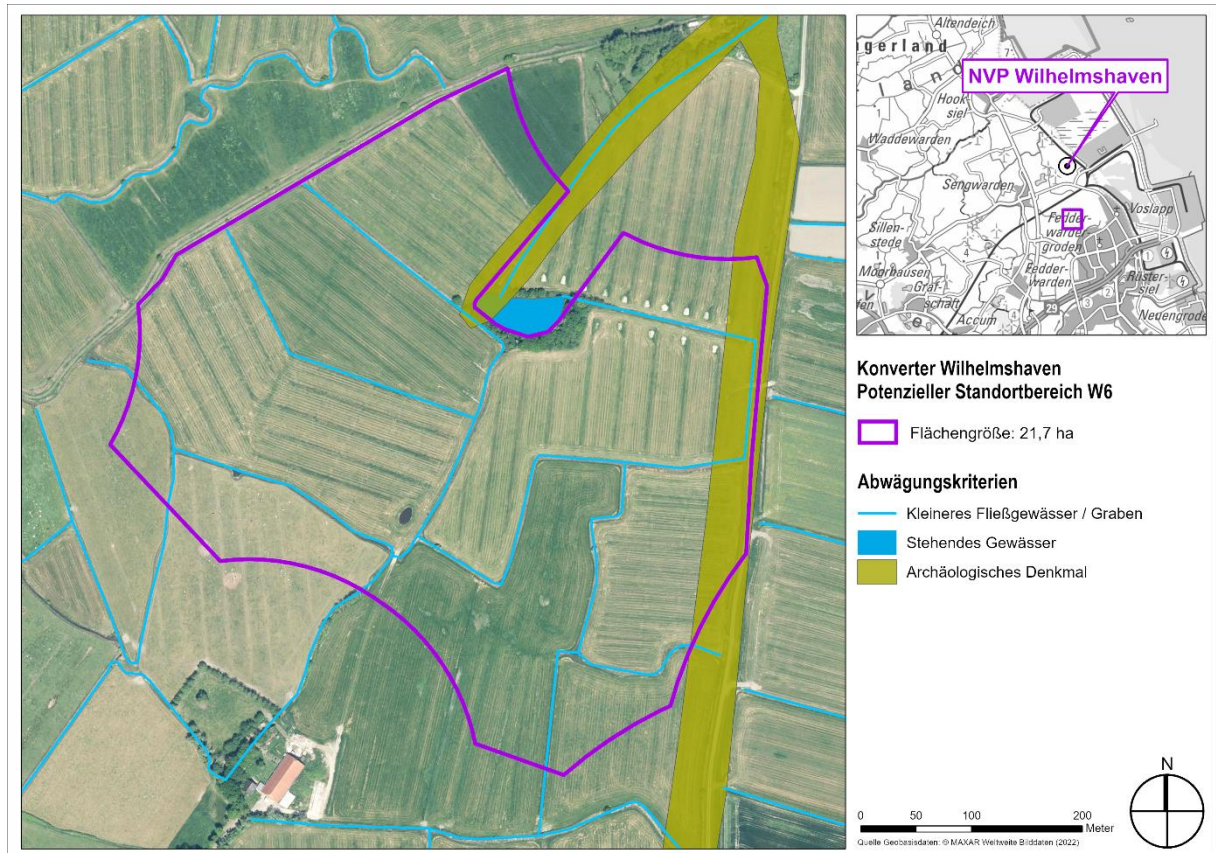 Altendeich
gerland
Hook-
siel
NVP Wilhelmshaven
Waddewarden
Sengwarden
Sillen-
stede
Fedder-
warder-
groden
Voslapp
Moorhausen
Graf-
schaft
Fedder-
warden
Rüster-
siel
Accum
29
Neuengrode
Konverter Wilhelmshaven
Potenzieller Standortbereich W6
Flächengröße: 21,7 ha
Abwägungskriterien
Kleineres Fließgewässer / Graben
Stehendes Gewässer
Archäologisches Denkmal
N
0 50 100 200
Meter
Quelle Geobasisdaten: © MAXAR Weltweite Bilddaten (2022)